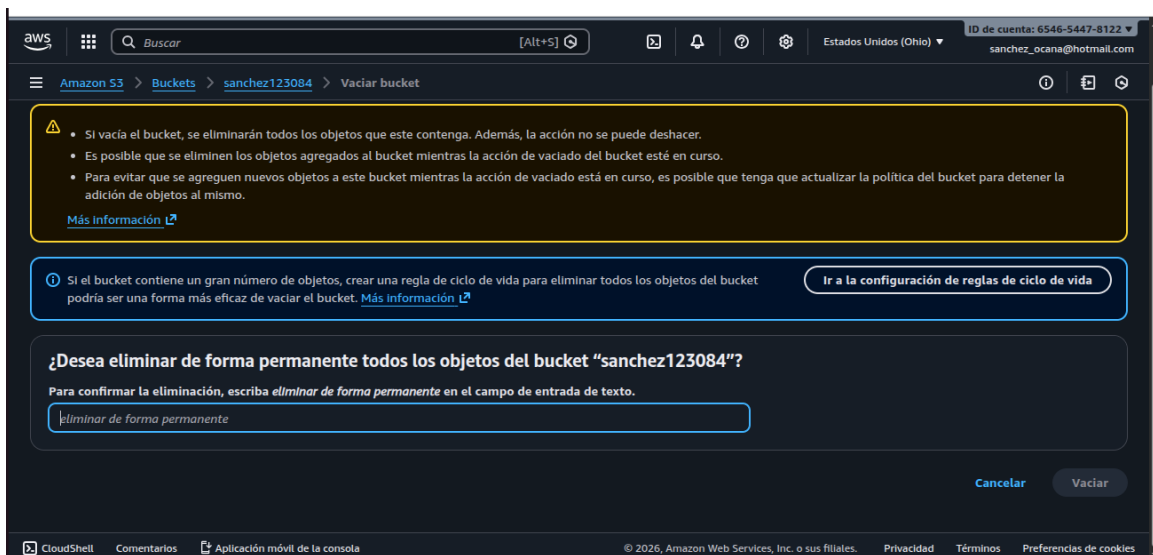 aws
Buscar
[Alt+S]
Estados Unidos (Ohio) ▼
ID de cuenta: 6546-5447-8122 ▼
sanchez_ocana@hotmail.com
Amazon S3 > Buckets > sanchez123084 > Vaciar bucket
• Si vacía el bucket, se eliminarán todos los objetos que este contenga. Además, la acción no se puede deshacer.
• Es posible que se eliminen los objetos agregados al bucket mientras la acción de vaciado del bucket esté en curso.
• Para evitar que se agreguen nuevos objetos a este bucket mientras la acción de vaciado está en curso, es posible que tenga que actualizar la política del bucket para detener la
adición de objetos al mismo.
Más información
Si el bucket contiene un gran número de objetos, crear una regla de ciclo de vida para eliminar todos los objetos del bucket
podría ser una forma más eficaz de vaciar el bucket. Más información
Ir a la configuración de reglas de ciclo de vida
¿Desea eliminar de forma permanente todos los objetos del bucket “sanchez123084”?
Para confirmar la eliminación, escriba eliminar de forma permanente en el campo de entrada de texto.
eliminar de forma permanente
Cancelar
Vaciar
CloudShell
Comentarios
Aplicación móvil de la consola
© 2026, Amazon Web Services, Inc. o sus filiales.
Privacidad
Términos
Preferencias de cookies